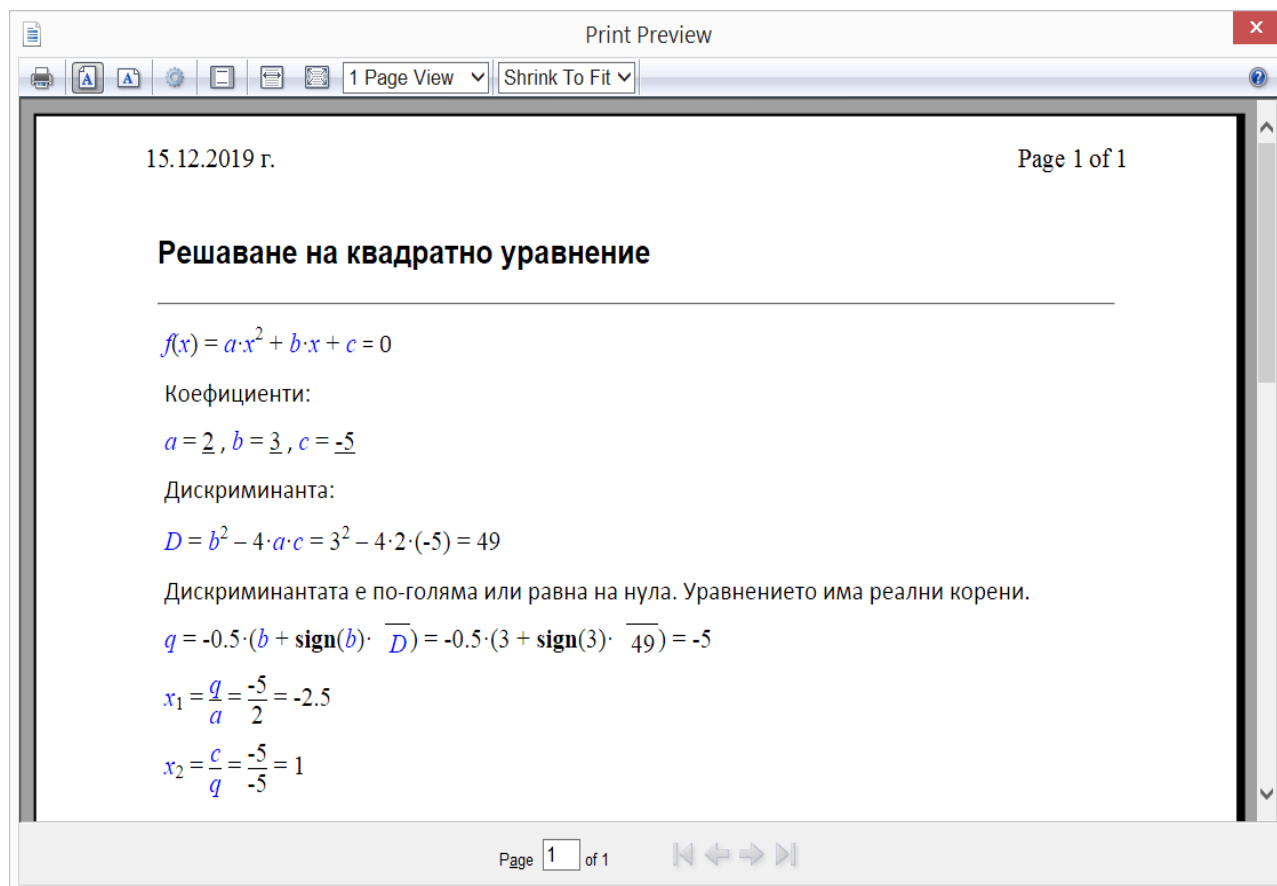 Print Preview
1 Page View Shrink To Fit
15.12.2019 г. Page 1 of 1
Решаване на квадратно уравнение
f(x) = a·x² + b·x + c = 0
Коефициенти:
a = 2 , b = 3 , c = -5
Дискриминанта:
D = b² – 4·a·c = 3² – 4·2·(-5) = 49
Дискриминантата е по-голяма или равна на нула. Уравнението има реални корени.
q = -0.5·(b + sign(b)· D) = -0.5·(3 + sign(3)· 49) = -5
x₁ = q/a = -5/2 = -2.5
x₂ = c/q = -5/-5 = 1
Page 1 of 1